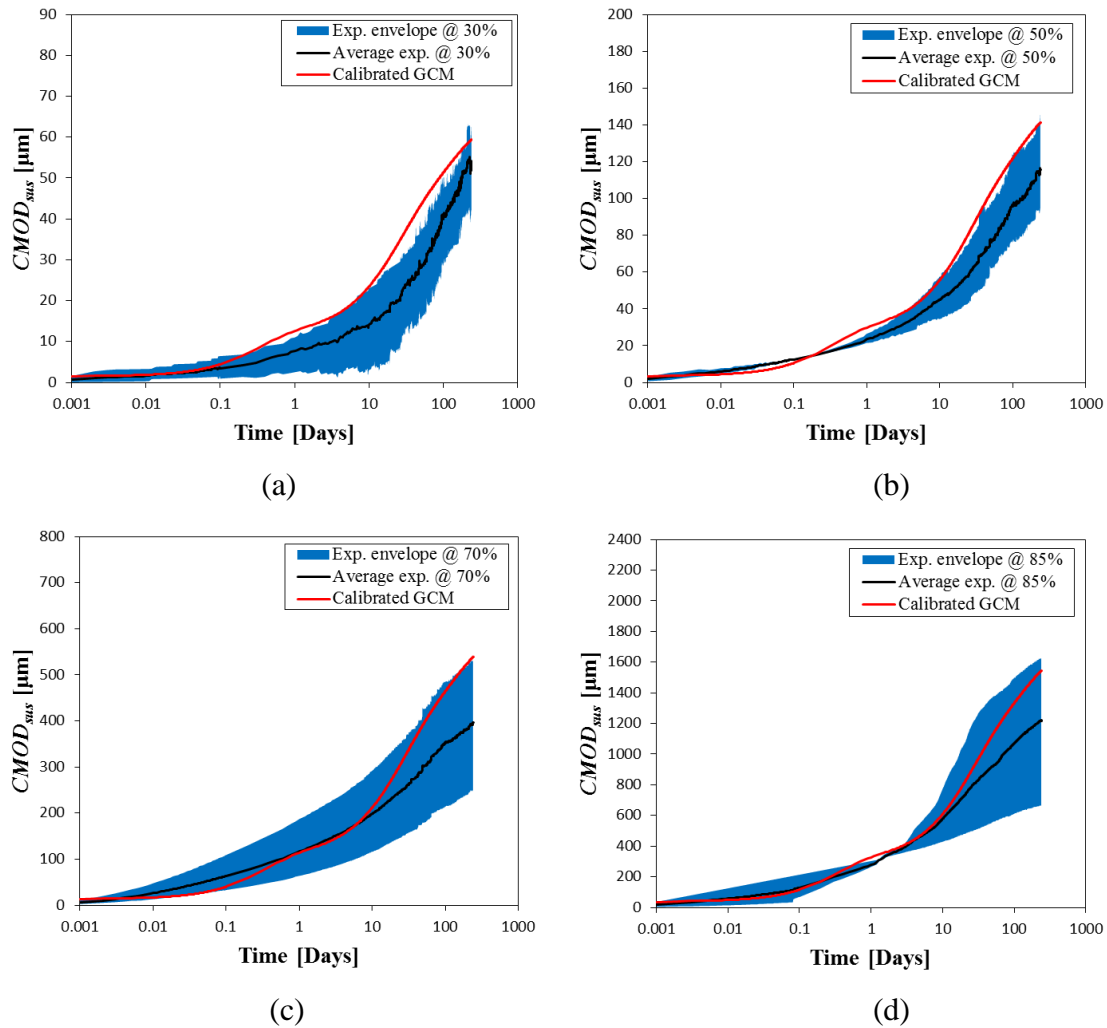 90
80
70
60
50
40
30
20
10
0
CMOD_sus [µm]
Exp. envelope @ 30%
Average exp. @ 30%
Calibrated GCM
0.001 0.01 0.1 1 10 100 1000
Time [Days]
(a)
200
180
160
140
120
100
80
60
40
20
0
CMOD_sus [µm]
Exp. envelope @ 50%
Average exp. @ 50%
Calibrated GCM
0.001 0.01 0.1 1 10 100 1000
Time [Days]
(b)
800
700
600
500
400
300
200
100
0
CMOD_sus [µm]
Exp. envelope @ 70%
Average exp. @ 70%
Calibrated GCM
0.001 0.01 0.1 1 10 100 1000
Time [Days]
(c)
2400
2200
2000
1800
1600
1400
1200
1000
800
600
400
200
0
CMOD_sus [µm]
Exp. envelope @ 85%
Average exp. @ 85%
Calibrated GCM
0.001 0.01 0.1 1 10 100 1000
Time [Days]
(d)